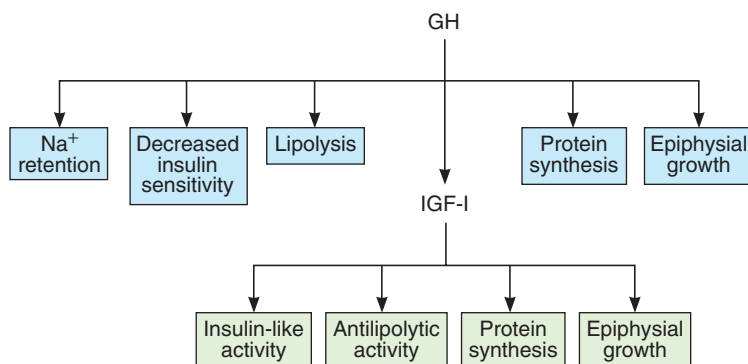 GH
Na+
retention
Decreased
insulin
sensitivity
Lipolysis
Protein
synthesis
Epiphysial
growth
IGF-I
Insulin-like
activity
Antilipolytic
activity
Protein
synthesis
Epiphysial
growth